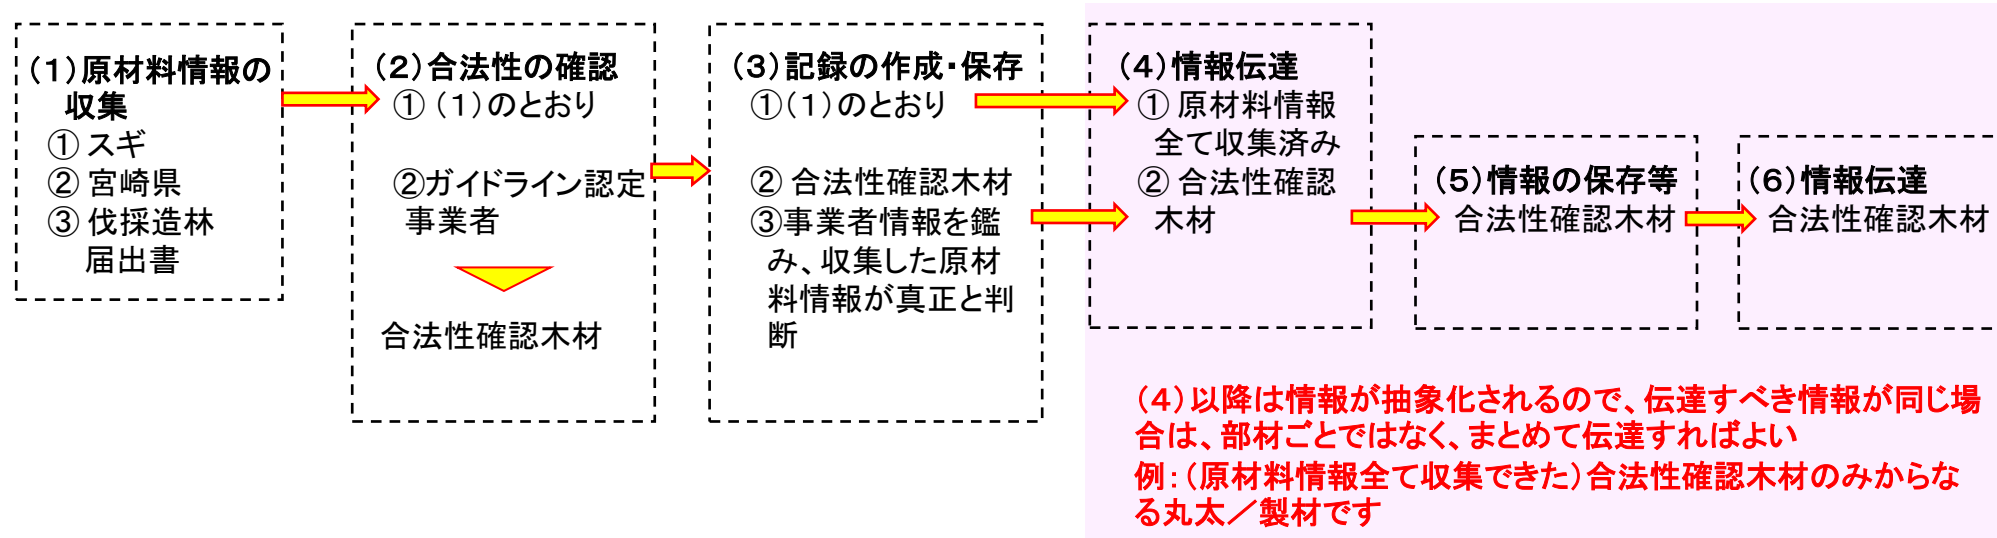 （１）原材料情報の
収集
① スギ
② 宮崎県
③ 伐採造林
届出書
（２）合法性の確認
① （１）のとおり
②ガイドライン認定
事業者
合法性確認木材
（３）記録の作成・保存
①（１）のとおり
② 合法性確認木材
③事業者情報を鑑
み、収集した原材
料情報が真正と判
断
（４）情報伝達
① 原材料情報
全て収集済み
② 合法性確認
木材
（５）情報の保存等
合法性確認木材
（６）情報伝達
合法性確認木材
（４）以降は情報が抽象化されるので、伝達すべき情報が同じ場
合は、部材ごとではなく、まとめて伝達すればよい
例：（原材料情報全て収集できた）合法性確認木材のみからな
る丸太／製材です